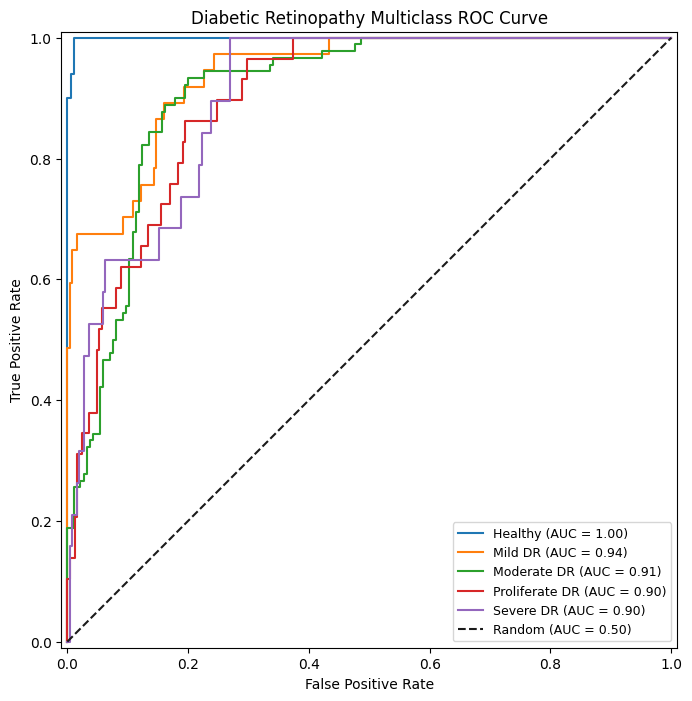 Diabetic Retinopathy Multiclass ROC Curve
True Positive Rate
1.0
0.8
0.6
0.4
0.2
0.0
Healthy (AUC = 1.00)
Mild DR (AUC = 0.94)
Moderate DR (AUC = 0.91)
Proliferate DR (AUC = 0.90)
Severe DR (AUC = 0.90)
Random (AUC = 0.50)
0.0 0.2 0.4 0.6 0.8 1.0
False Positive Rate